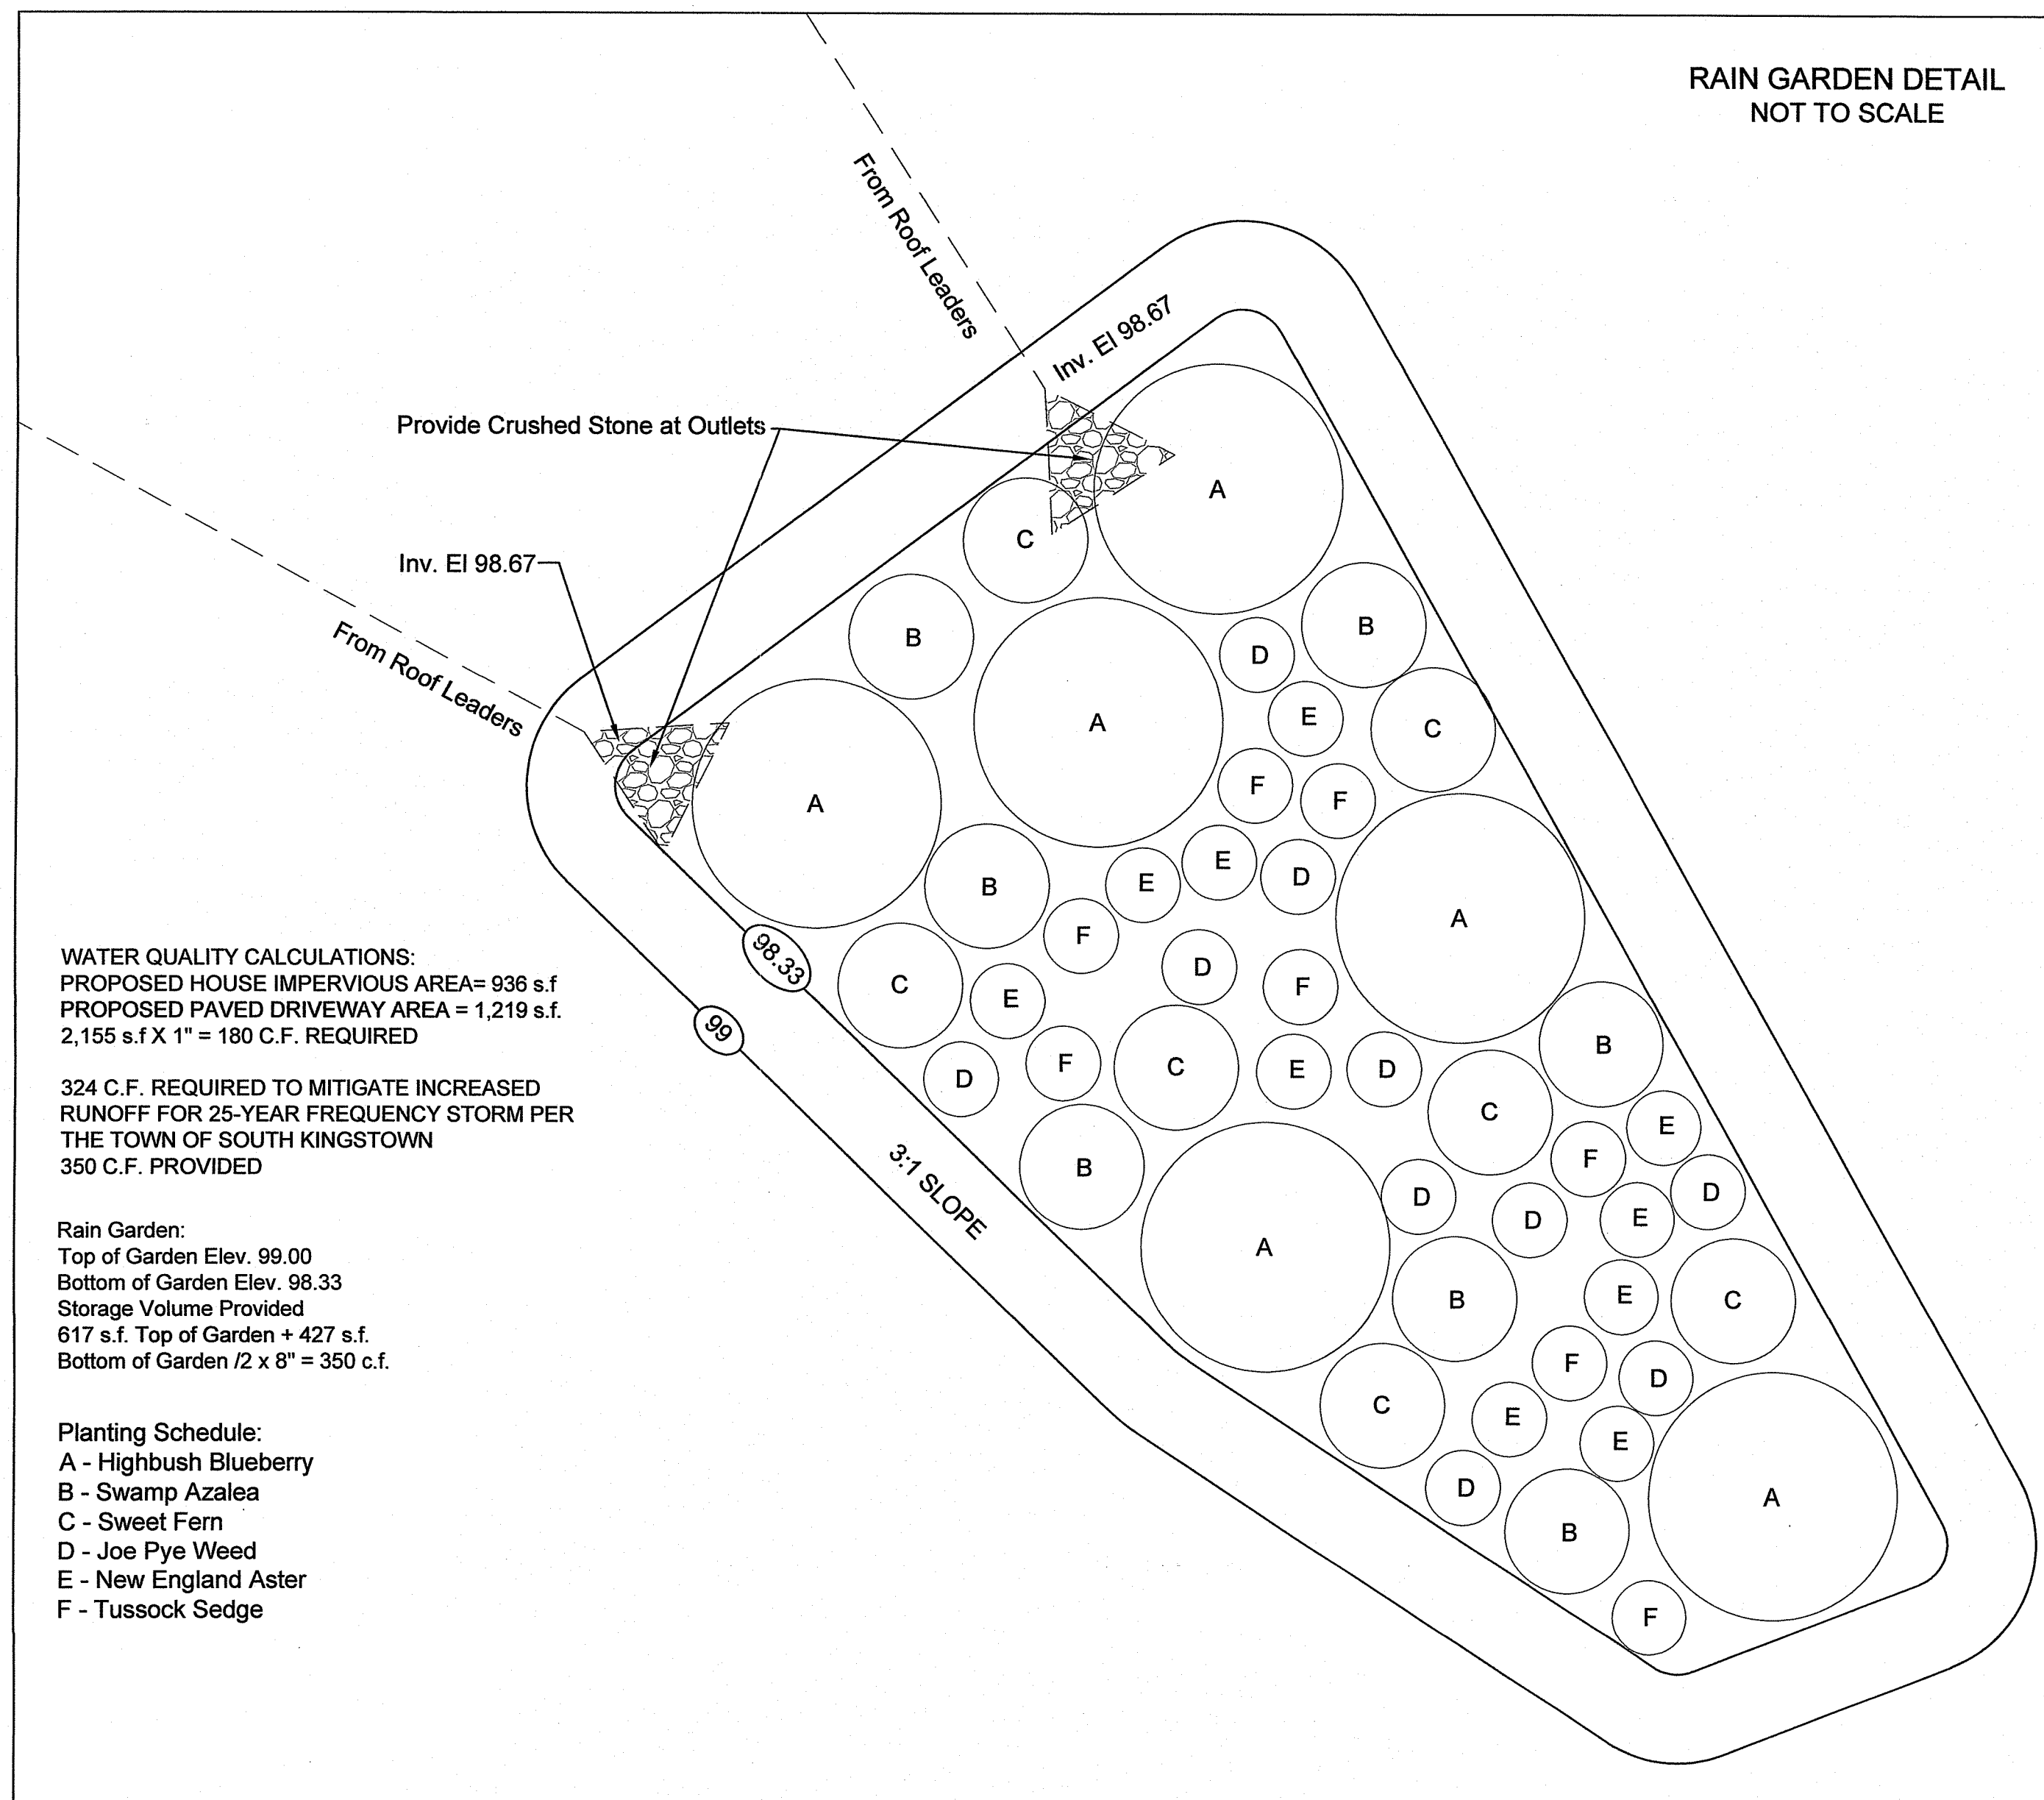 RAIN GARDEN DETAIL
NOT TO SCALE
From Roof Leaders
Inv. El 98.67
Provide Crushed Stone at Outlets
A
C
Inv. El 98.67
B
B
From Roof Leaders
D
E
A
C
F
F
A
E
D
E
B
A
F
98.33
D
F
C
E
99
B
F
C
E
D
D
C
E
F
B
D
D
E
D
3:1 SLOPE
A
B
E
C
F
D
C
E
E
D
A
B
F
WATER QUALITY CALCULATIONS:
PROPOSED HOUSE IMPERVIOUS AREA= 936 s.f
PROPOSED PAVED DRIVEWAY AREA = 1,219 s.f.
2,155 s.f X 1" = 180 C.F. REQUIRED
324 C.F. REQUIRED TO MITIGATE INCREASED
RUNOFF FOR 25-YEAR FREQUENCY STORM PER
THE TOWN OF SOUTH KINGSTOWN
350 C.F. PROVIDED
Rain Garden:
Top of Garden Elev. 99.00
Bottom of Garden Elev. 98.33
Storage Volume Provided
617 s.f. Top of Garden + 427 s.f.
Bottom of Garden /2 x 8" = 350 c.f.
Planting Schedule:
A - Highbush Blueberry
B - Swamp Azalea
C - Sweet Fern
D - Joe Pye Weed
E - New England Aster
F - Tussock Sedge